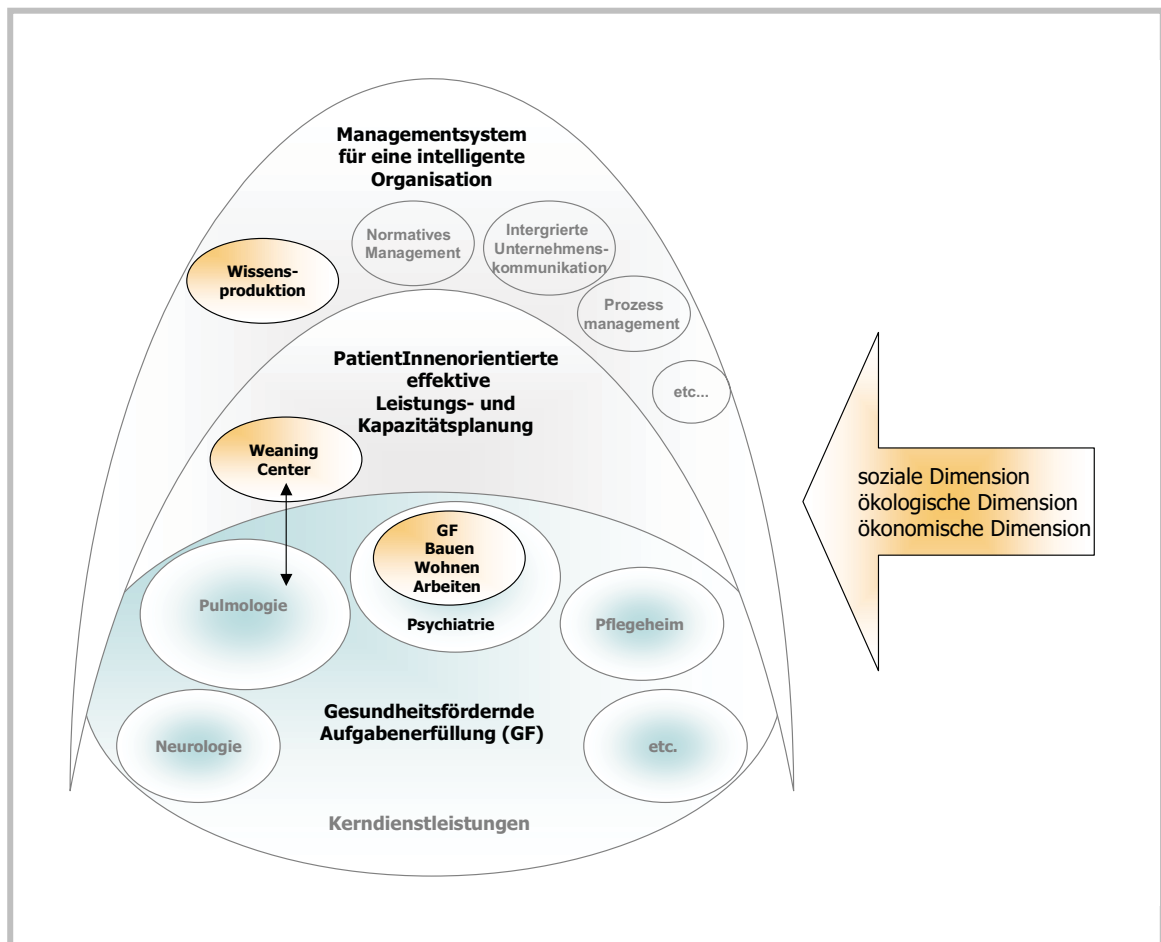 Managementsystem
für eine intelligente
Organisation
Normatives
Management
Intergrierte
Unternehmens-
kommunikation
Wissens-
produktion
Prozess
management
etc...
PatientInnenorientierte
effektive
Leistungs- und
Kapazitätsplanung
Weaning
Center
soziale Dimension
ökologische Dimension
ökonomische Dimension
GF
Bauen
Wohnen
Arbeiten
Psychiatrie
Pulmologie
Pflegeheim
Gesundheitsfördernde
Aufgabenerfüllung (GF)
Neurologie
etc.
Kerndienstleistungen